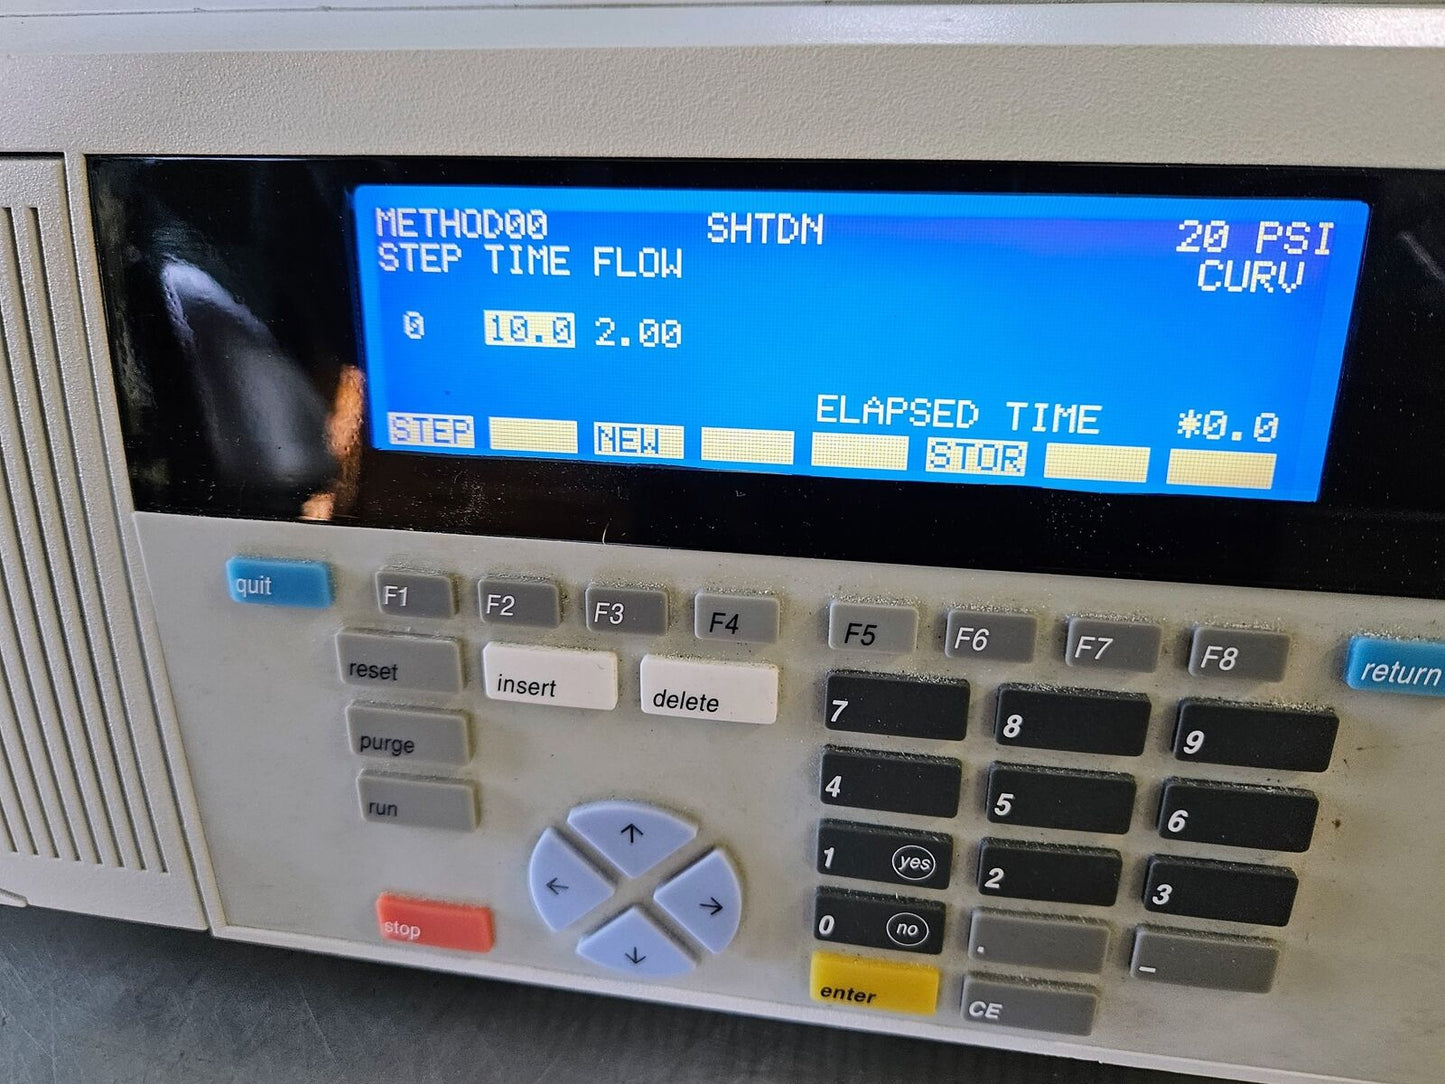 METHOD00 SHTDN 20 PSI
STEP TIME FLOW CURV
0 10.0 2.00
ELAPSED TIME *0.0
STEP NEW STOR
quit F1 F2 F3 F4 F5 F6 F7 F8 return
reset insert delete 7 8 9
purge 4 5 6
run 1 yes 2 3
stop 0 no . –
enter CE